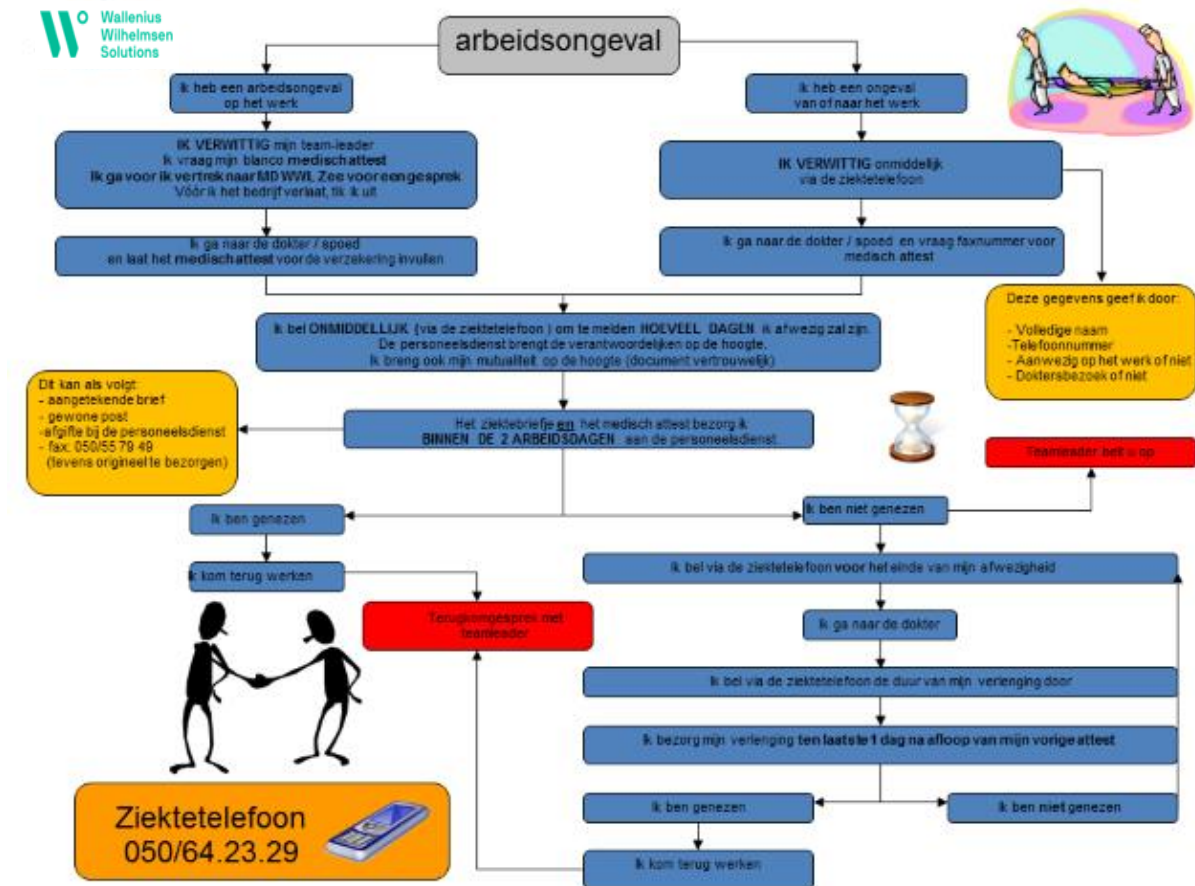 Wallenius
Wilhelmsen
Solutions
arbeidsongeval
Ik heb een arbeidsongeval
op het werk
Ik heb een ongeval
van of naar het werk
IK VERWITTIG mijn team-leader
Ik vraag mijn blanco medisch attest
Ik ga voor ik vertrek naar MD WWL Zee voor een gesprek
Vóór ik het bedrijf verlaat, tik ik uit
IK VERWITTIG onmiddelijk
via de ziektetelefoon
Ik ga naar de dokter / spoed
en laat het medisch attest voor de verzekering invullen
Ik ga naar de dokter / spoed en vraag faxnummer voor
medisch attest
Deze gegevens geef ik door:
- Volledige naam
-Telefoonnummer
- Aanwezig op het werk of niet
- Doktersbezoek of niet
Ik bel ONMIDDELLIJK (via de ziektetelefoon ) om te melden HOEVEEL DAGEN ik afwezig zal zijn.
De personeelsdienst brengt de verantwoordelijken op de hoogte.
Ik breng ook mijn mutualiteit op de hoogte (document vertrouwelijk)
Dit kan als volgt:
- aangetekende brief
- gewone post
-afgifte bij de personeelsdienst
- fax: 050/55 79 49
(tevens origineel te bezorgen)
Het ziektebriefje en het medisch attest bezorg ik
BINNEN DE 2 ARBEIDSDAGEN aan de personeelsdienst
Teamleader belt u op
Ik ben genezen
Ik ben niet genezen
Ik kom terug werken
Ik bel via de ziektetelefoon voor het einde van mijn afwezigheid
Terugkomgesprek met
teamleader
Ik ga naar de dokter
Ik bel via de ziektetelefoon de duur van mijn verlenging door
Ik bezorg mijn verlenging ten laatste 1 dag na afloop van mijn vorige attest
Ik ben genezen
Ik ben niet genezen
Ik kom terug werken
Ziektetelefoon
050/64.23.29